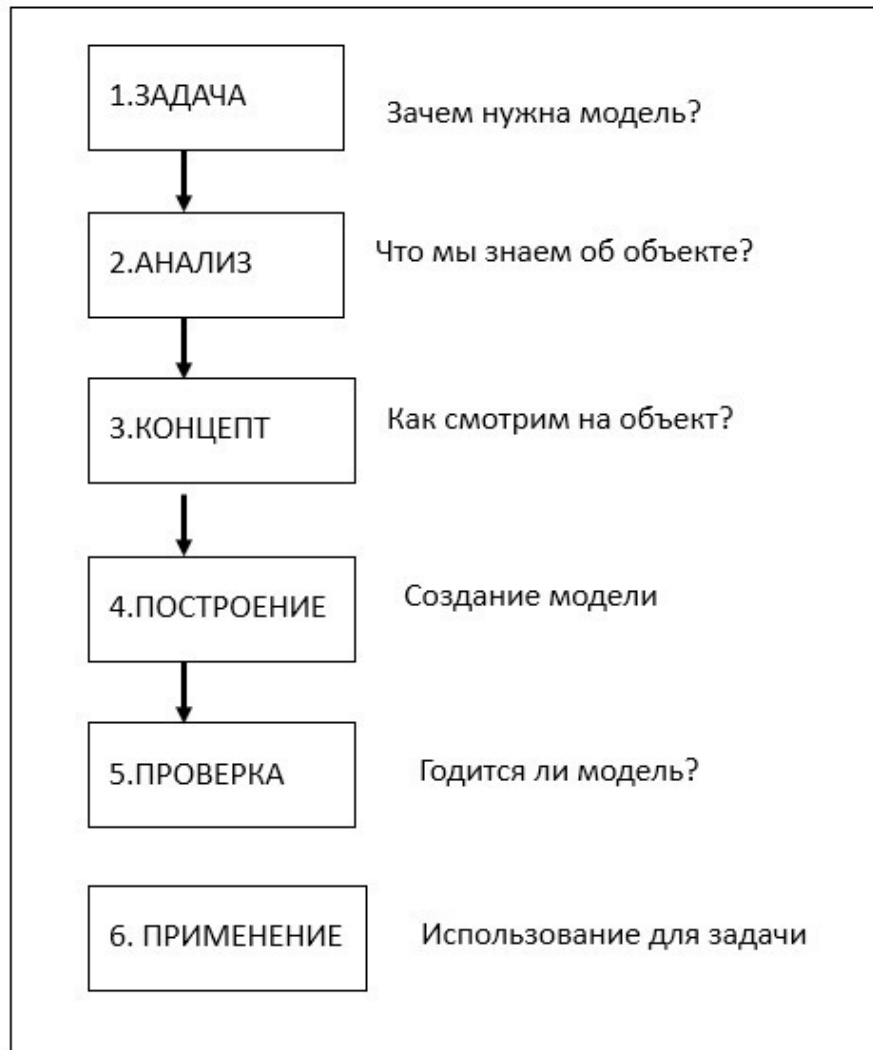 1.ЗАДАЧА
Зачем нужна модель?
2.АНАЛИЗ
Что мы знаем об объекте?
3.КОНЦЕПТ
Как смотрим на объект?
4.ПОСТРОЕНИЕ
Создание модели
5.ПРОВЕРКА
Годится ли модель?
6. ПРИМЕНЕНИЕ
Использование для задачи